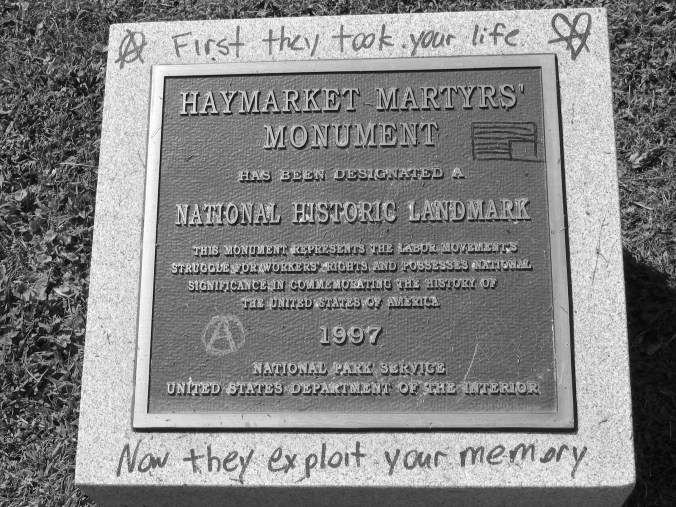 First they took your life
HAYMARKET MARTYRS'
MONUMENT
HAS BEEN DESIGNATED A
NATIONAL HISTORIC LANDMARK
THIS MONUMENT REPRESENTS THE LABOR MOVEMENT'S
STRUGGLE FOR WORKERS' RIGHTS AND POSSESSES NATIONAL
SIGNIFICANCE IN COMMEMORATING THE HISTORY OF
THE UNITED STATES OF AMERICA
1997
NATIONAL PARK SERVICE
UNITED STATES DEPARTMENT OF THE INTERIOR
Now they exploit your memory